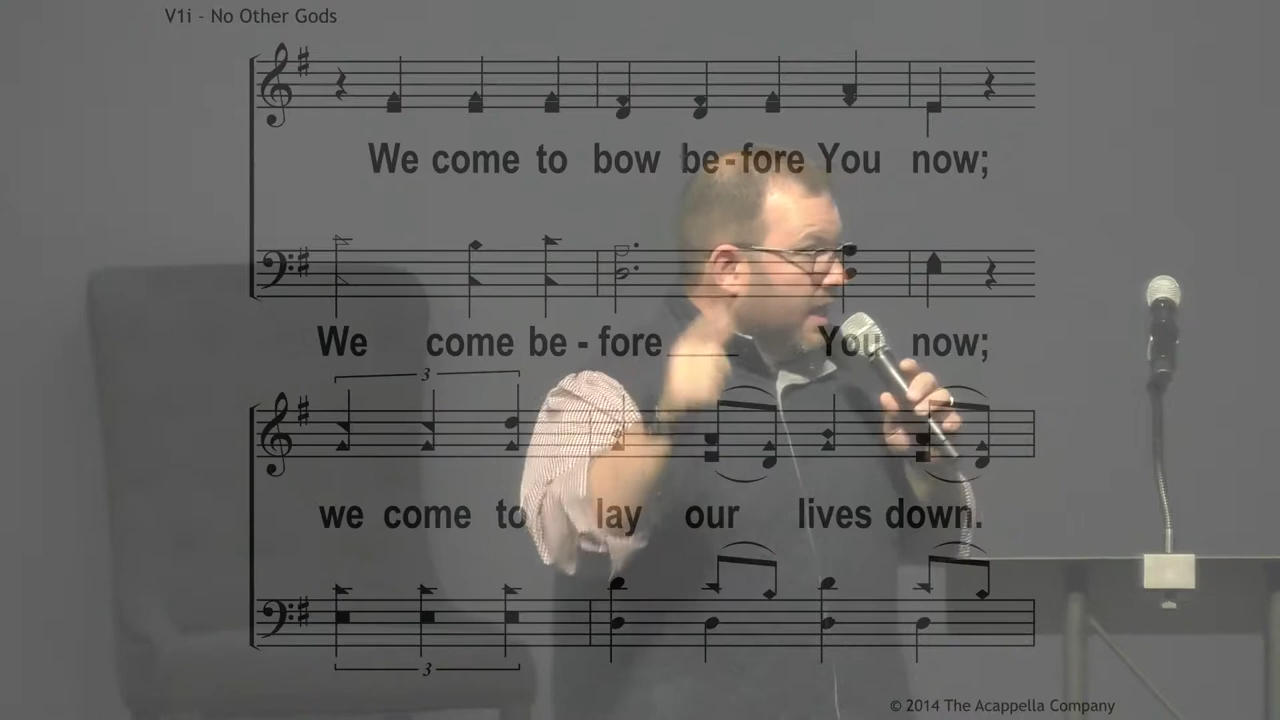 V1i - No Other Gods
We come to bow be-fore You now;
We come be-fore___ You now;
3
we come to lay our lives down.
3
© 2014 The Acappella Company